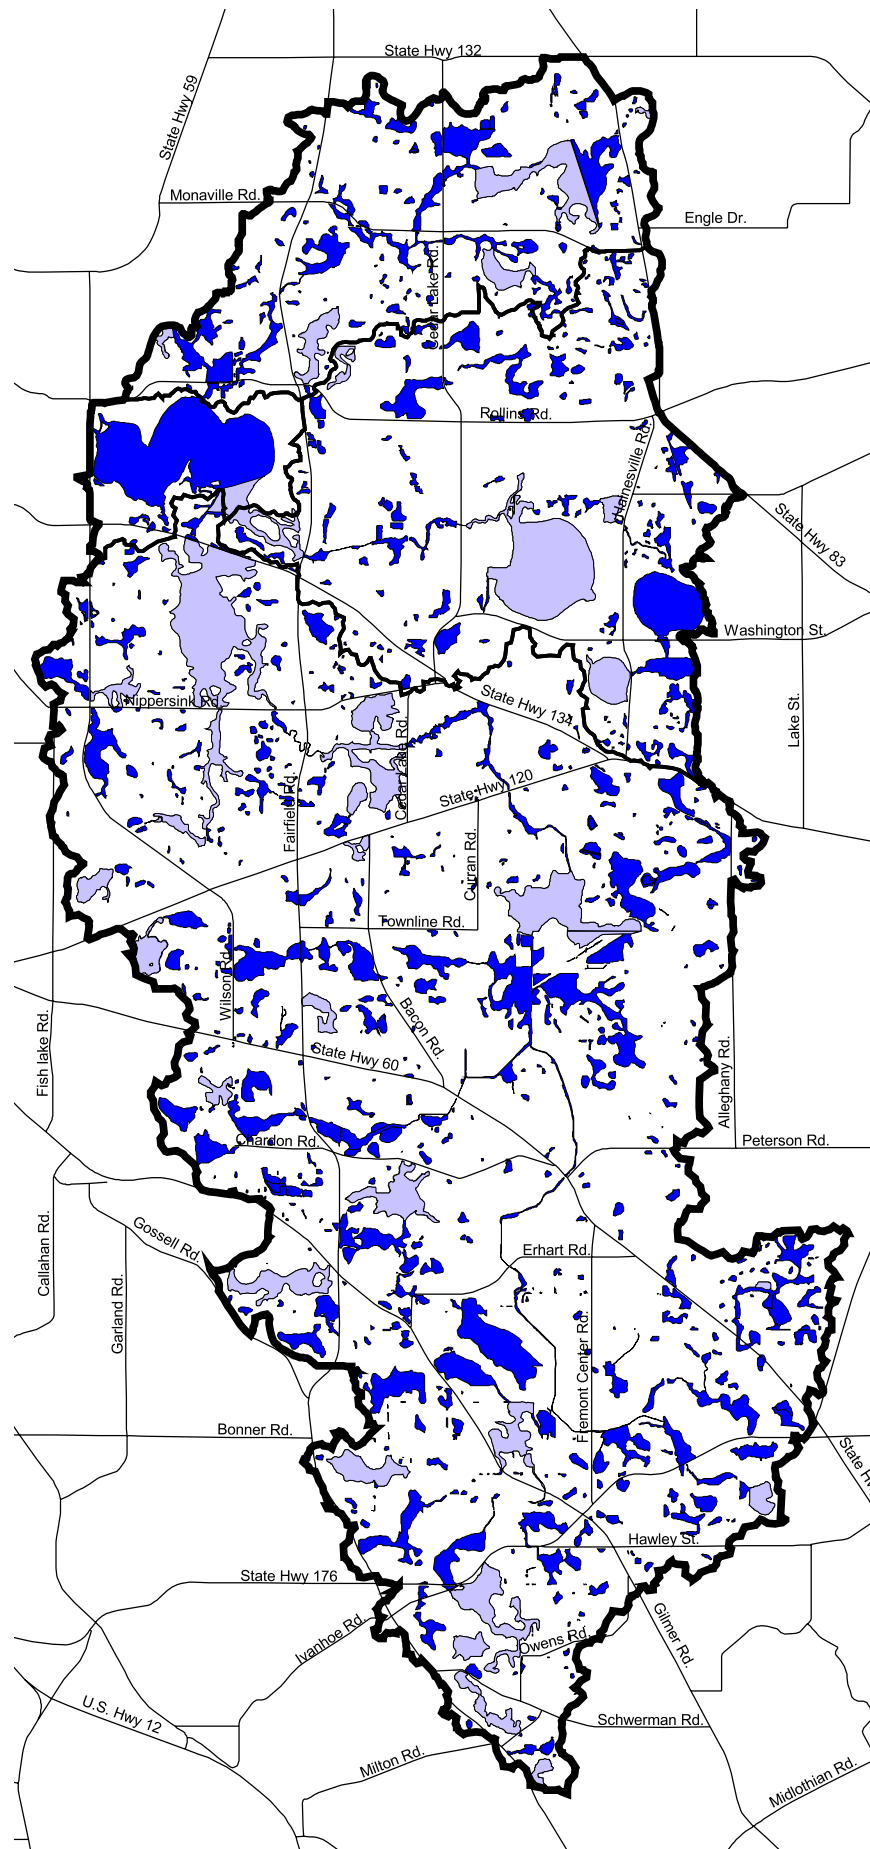 State Hwy 132
State Hwy 59
Monaville Rd.
Engle Dr.
Cedar Lake Rd.
Rollins Rd.
Hainesville Rd.
State Hwy 83
Washington St.
Nippersink Rd.
State Hwy 134
Lake St.
Cedar Lake Rd.
State Hwy 120
Fairfield Rd.
Curran Rd.
Townline Rd.
Wilson Rd.
Bacon Rd.
Fish lake Rd.
State Hwy 60
Alleghany Rd.
Chardon Rd.
Peterson Rd.
Callahan Rd.
Gossell Rd.
Erhart Rd.
Garland Rd.
Fremont Center Rd.
Bonner Rd.
State Hw
Hawley St.
State Hwy 176
Ivanhoe Rd.
Owens Rd.
Gilmer Rd.
U.S. Hwy 12
Schwerman Rd.
Milton Rd.
Midlothian Rd.